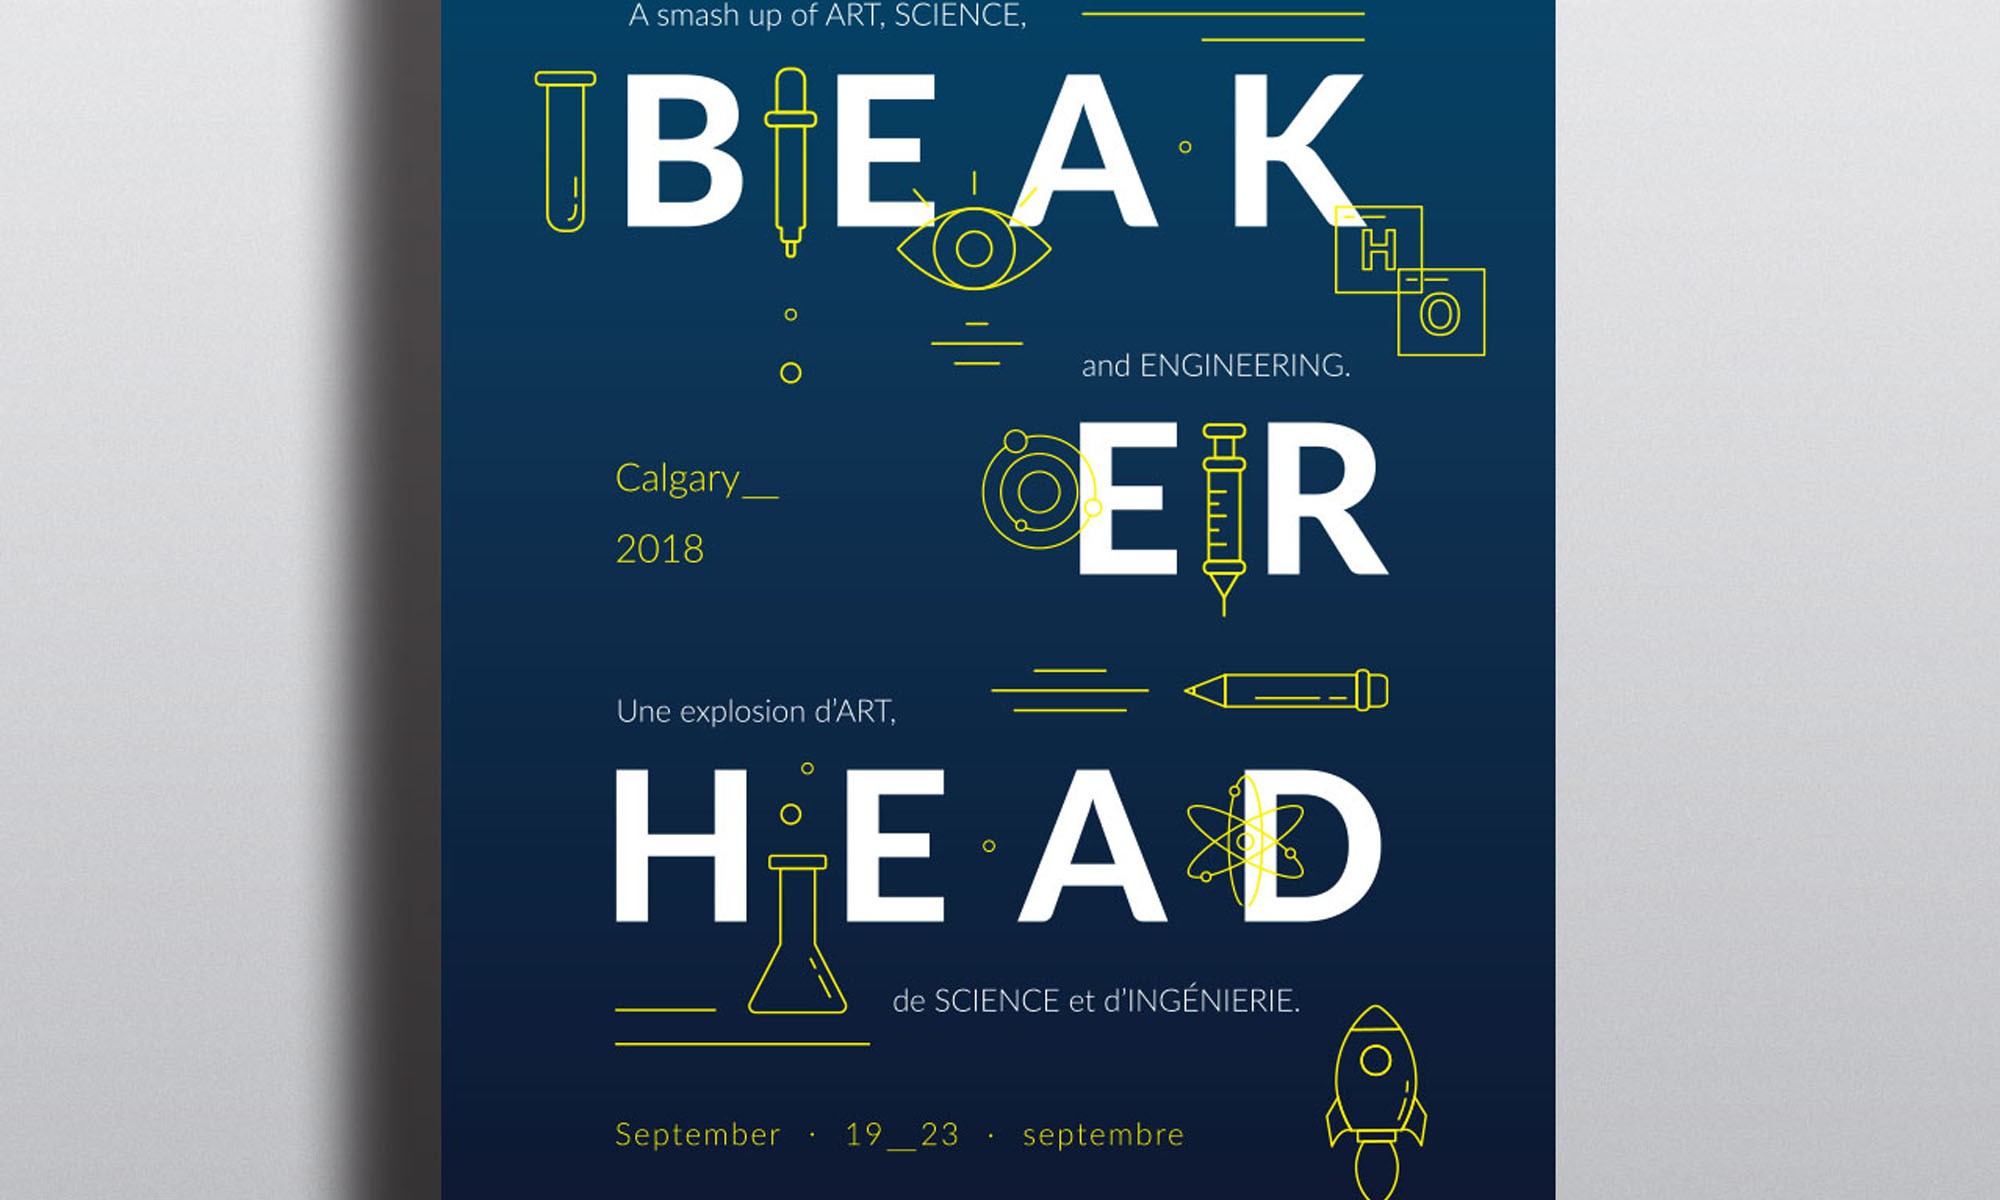 A smash up of ART, SCIENCE,
BEAK
H
O
and ENGINEERING.
ER
Calgary__
2018
Une explosion d'ART,
HEAD
de SCIENCE et d'INGÉNIERIE.
September · 19__23 · septembre